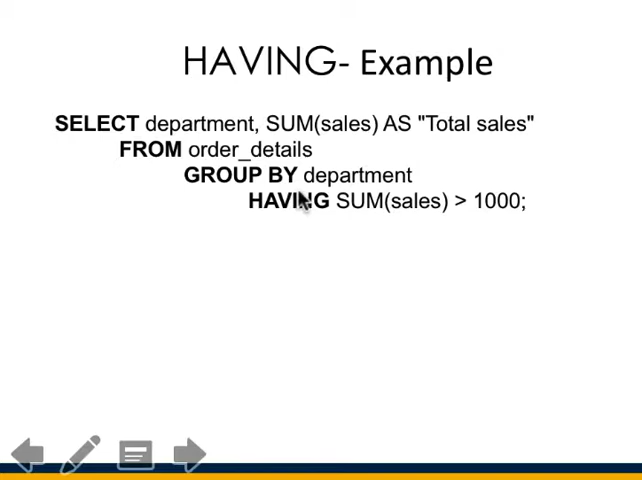 HAVING- Example
SELECT department, SUM(sales) AS "Total sales"
FROM order_details
GROUP BY department
HAVING SUM(sales) > 1000;